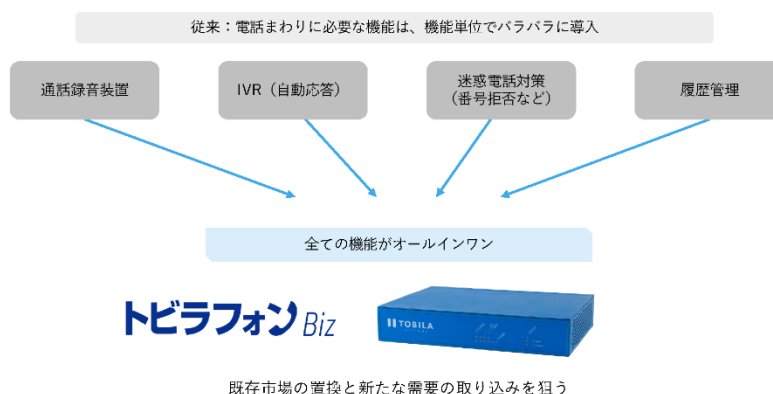 従来：電話まわりに必要な機能は、機能単位でバラバラに導入
通話録音装置
IVR（自動応答）
迷惑電話対策
（番号拒否など）
履歴管理
全ての機能がオールインワン
トビラフォン Biz
TOBILA
既存市場の置換と新たな需要の取り込みを狙う